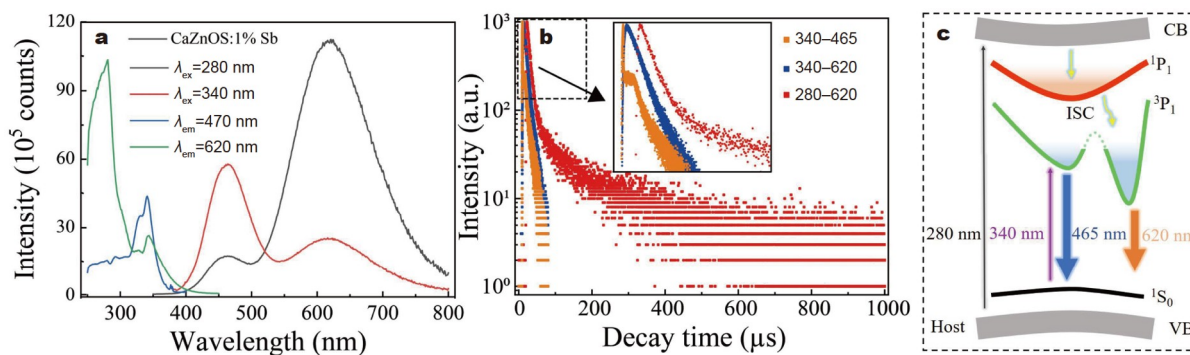 a
CaZnOS:1% Sb
λex=280 nm
λex=340 nm
λem=470 nm
λem=620 nm
Intensity (10⁵ counts)
120
90
60
30
0
200 300 400 500 600 700 800
Wavelength (nm)
b
340–465
340–620
280–620
Intensity (a.u.)
10³
10²
10¹
10⁰
0 200 400 600 800 1000
Decay time (µs)
c
CB
¹P₁
ISC
³P₁
280 nm
340 nm
465 nm
620 nm
¹S₀
Host
VB